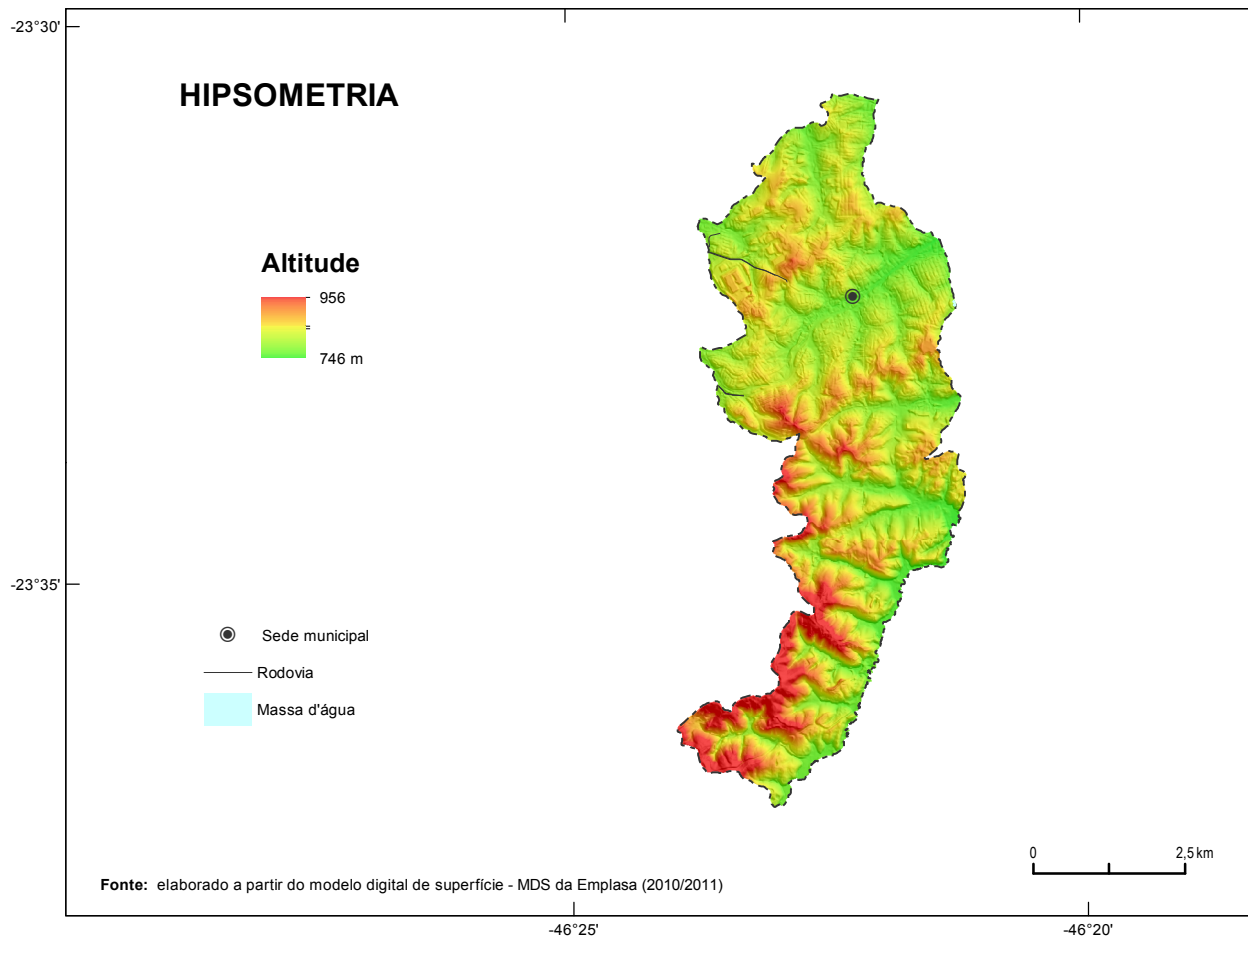 -23°30'
HIPSOMETRIA
Altitude
956
746 m
-23°35'
Sede municipal
Rodovia
Massa d'água
0 2,5 km
Fonte: elaborado a partir do modelo digital de superfície - MDS da Emplasa (2010/2011)
-46°25' -46°20'